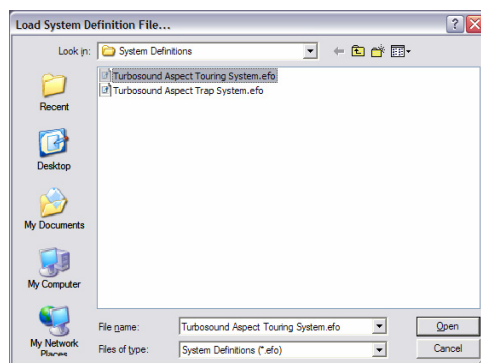 Load System Definition File...
Look in: System Definitions
Turbosound Aspect Touring System.efo
Turbosound Aspect Trap System.efo
Recent
Desktop
My Documents
My Computer
My Network
Places
File name: Turbosound Aspect Touring System.efo Open
Files of type: System Definitions (*.efo) Cancel